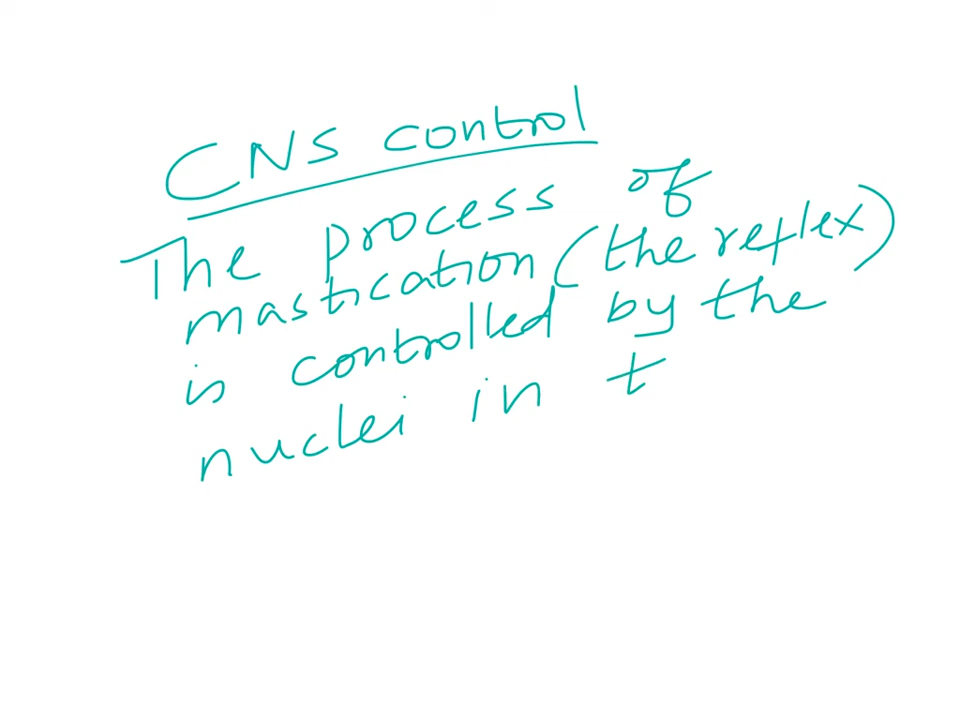 CNS control
The process of
mastication (the reflex)
is controlled by the
nuclei in t